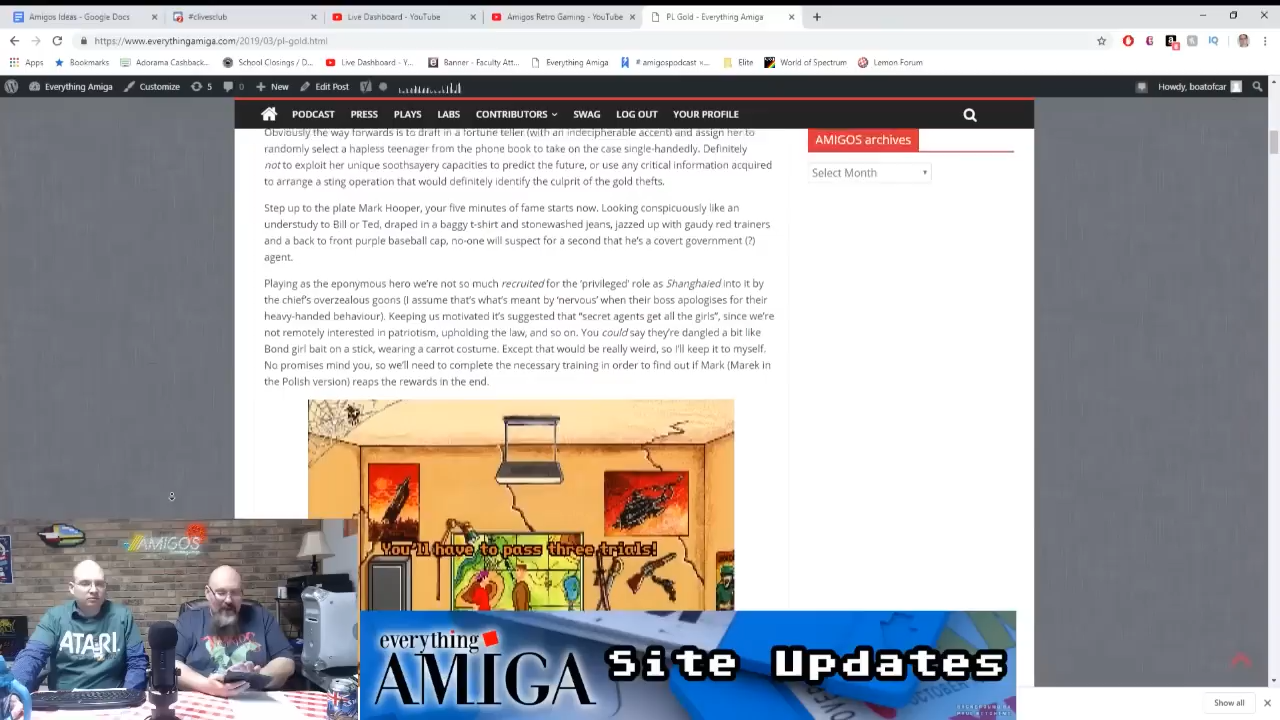 Amigos Ideas - Google Docs
#clivesclub
Live Dashboard - YouTube
Amigos Retro Gaming - YouTube
PL Gold - Everything Amiga
https://www.everythingamiga.com/2019/03/pl-gold.html
Apps
Bookmarks
Adorama Cashback...
School Closings / D...
Live Dashboard - Y...
Banner - Faculty Att...
Everything Amiga
# amigospodcast «...
Elite
World of Spectrum
Lemon Forum
Everything Amiga
Customize
5
New
Edit Post
Howdy, boatofcar
PODCAST
PRESS
PLAYS
LABS
CONTRIBUTORS
SWAG
LOG OUT
YOUR PROFILE
Obviously the way forwards is to draft in a fortune teller (with an indecipherable accent) and assign her to
randomly select a hapless teenager from the phone book to take on the case single-handedly. Definitely
not to exploit her unique soothsayery capacities to predict the future, or use any critical information acquired
to arrange a sting operation that would definitely identify the culprit of the gold thefts.
Step up to the plate Mark Hooper, your five minutes of fame starts now. Looking conspicuously like an
understudy to Bill or Ted, draped in a baggy t-shirt and stonewashed jeans, jazzed up with gaudy red trainers
and a back to front purple baseball cap, no-one will suspect for a second that he's a covert government (?)
agent.
Playing as the eponymous hero we're not so much recruited for the 'privileged' role as Shanghaied into it by
the chief's overzealous goons (I assume that's what's meant by 'nervous' when their boss apologises for their
heavy-handed behaviour). Keeping us motivated it's suggested that "secret agents get all the girls", since we're
not remotely interested in patriotism, upholding the law, and so on. You could say they're dangled a bit like
Bond girl bait on a stick, wearing a carrot costume. Except that would be really weird, so I'll keep it to myself.
No promises mind you, so we'll need to complete the necessary training in order to find out if Mark (Marek in
the Polish version) reaps the rewards in the end.
AMIGOS archives
Select Month
You'll have to pass three trials!
AMIGOS
ATARI
everything
AMIGA
Site Updates
OCTOBER
Show all